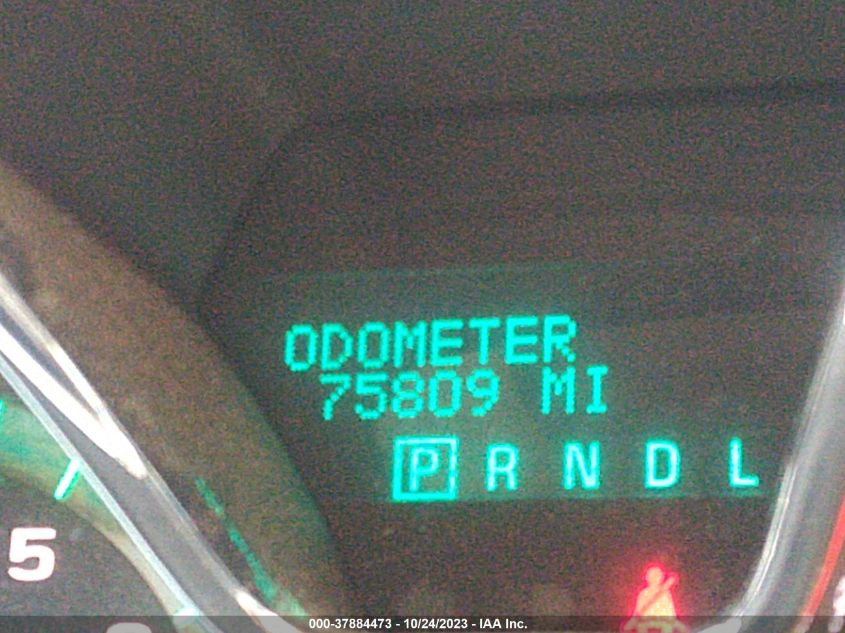 ODOMETER
75809 MI
P R N D L
5
000-37884473 - 10/24/2023 - IAA Inc.